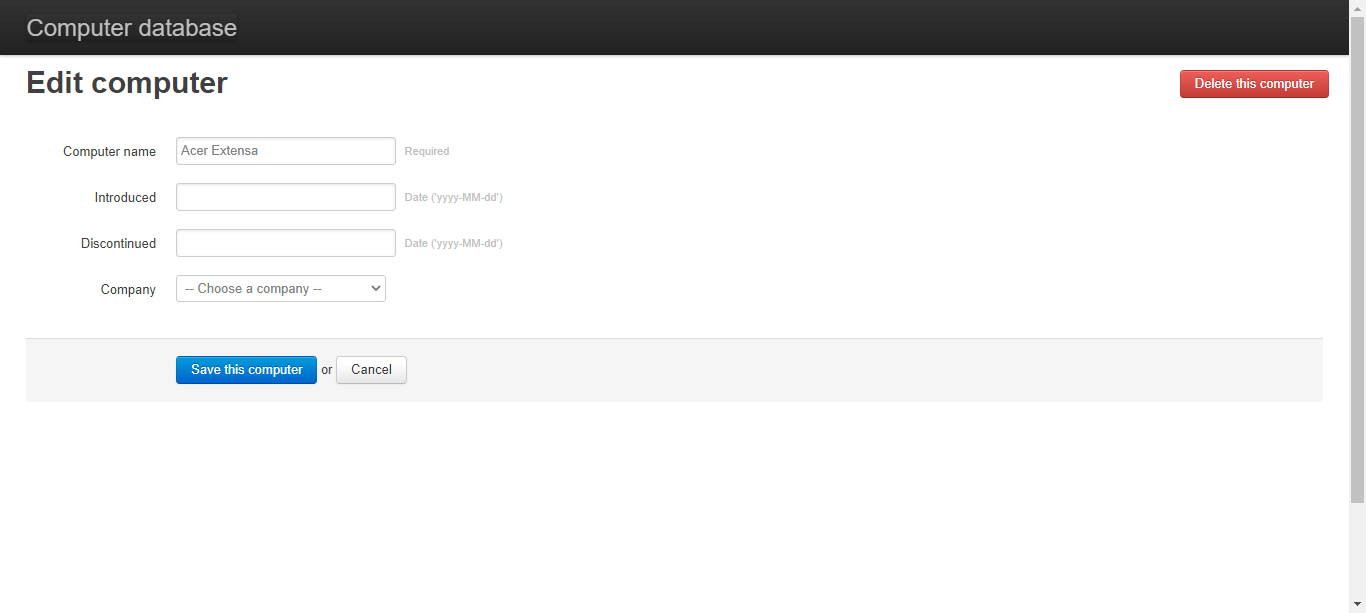 Computer database
Edit computer
Delete this computer
Computer name Acer Extensa Required
Introduced Date ('yyyy-MM-dd')
Discontinued Date ('yyyy-MM-dd')
Company -- Choose a company --
Save this computer or Cancel